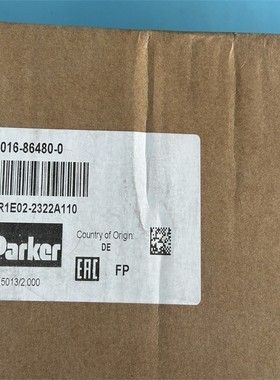 016-86480-0
R1E02-2322A110
Parker
Country of Origin:
DE
EAC FP
5013/2.000